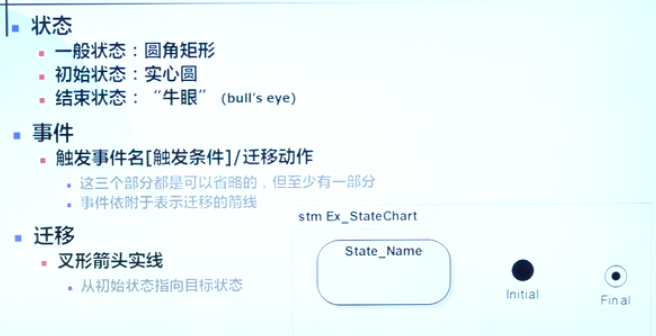 状态
一般状态：圆角矩形
初始状态：实心圆
结束状态：“牛眼”（bull's eye）
事件
触发事件名[触发条件]/迁移动作
这三个部分都是可以省略的，但至少有一部分
事件依附于表示迁移的箭线
迁移
叉形箭头实线
从初始状态指向目标状态
stm Ex_StateChart
State_Name
Initial
Final